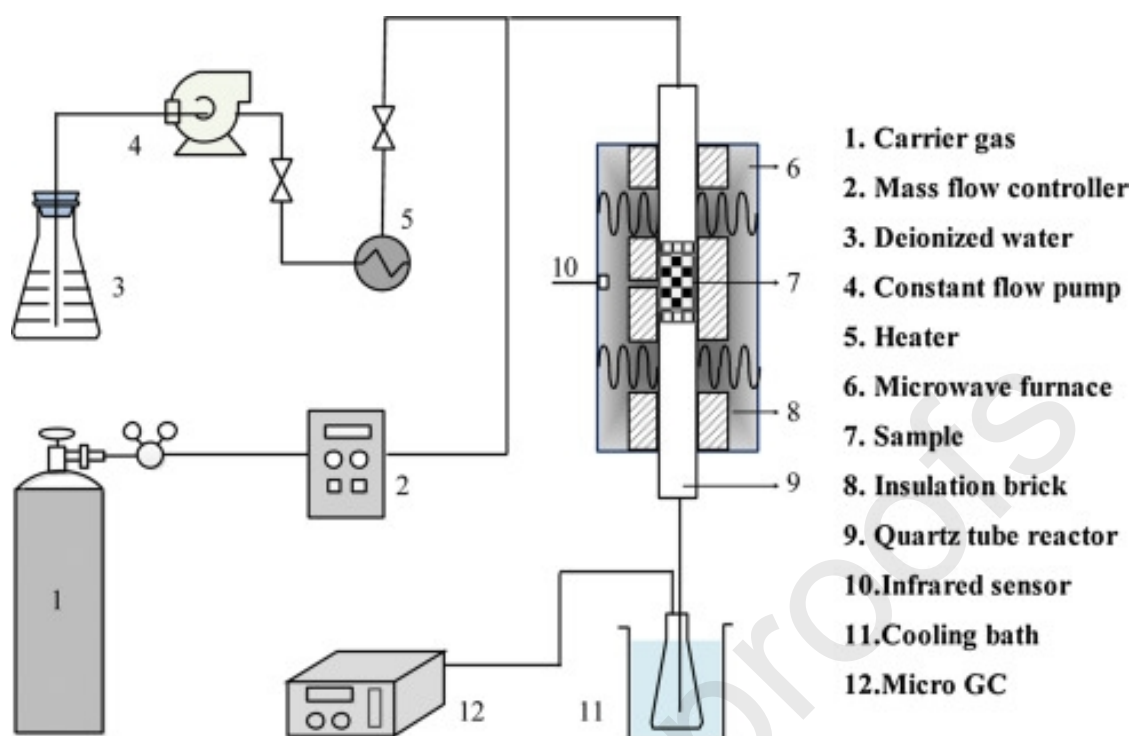 4
5
3
10
6
7
8
9
2
1
12
11
1. Carrier gas
2. Mass flow controller
3. Deionized water
4. Constant flow pump
5. Heater
6. Microwave furnace
7. Sample
8. Insulation brick
9. Quartz tube reactor
10.Infrared sensor
11.Cooling bath
12.Micro GC
proofs